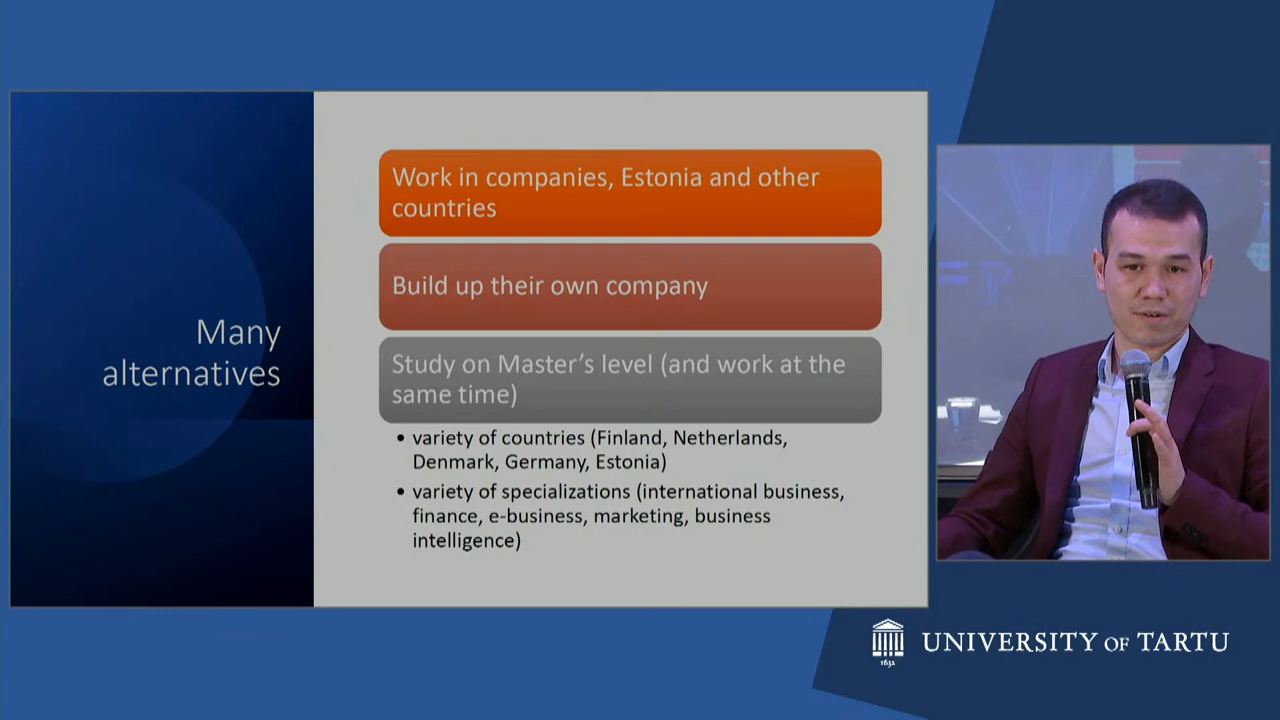 Many
alternatives
Work in companies, Estonia and other
countries
Build up their own company
Study on Master’s level (and work at the
same time)
• variety of countries (Finland, Netherlands,
Denmark, Germany, Estonia)
• variety of specializations (international business,
finance, e-business, marketing, business
intelligence)
1632
UNIVERSITY OF TARTU